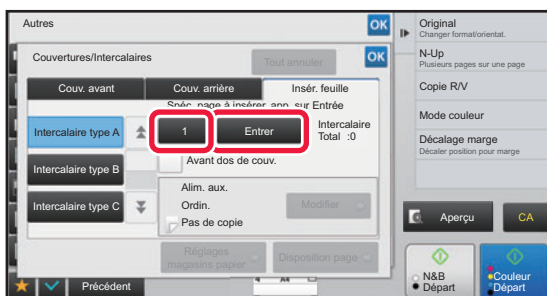 Autres
OK
Couvertures/Intercalaires
Tout annuler
OK
Couv. avant
Couv. arrière
Insér. feuille
Spéc. page à insérer, app. sur Entrée
Intercalaire type A
1
Entrer
Intercalaire
Total :0
Avant dos de couv.
Intercalaire type B
Intercalaire type C
Alim. aux.
Ordin.
Pas de copie
Modifier
Réglages
magasins papier
Disposition page
Précédent
A4
Original
Changer format/orientat.
N-Up
Plusieurs pages sur une page
Copie R/V
Mode couleur
Décalage marge
Décaler position pour marge
Aperçu
CA
N&B
Départ
Couleur
Départ